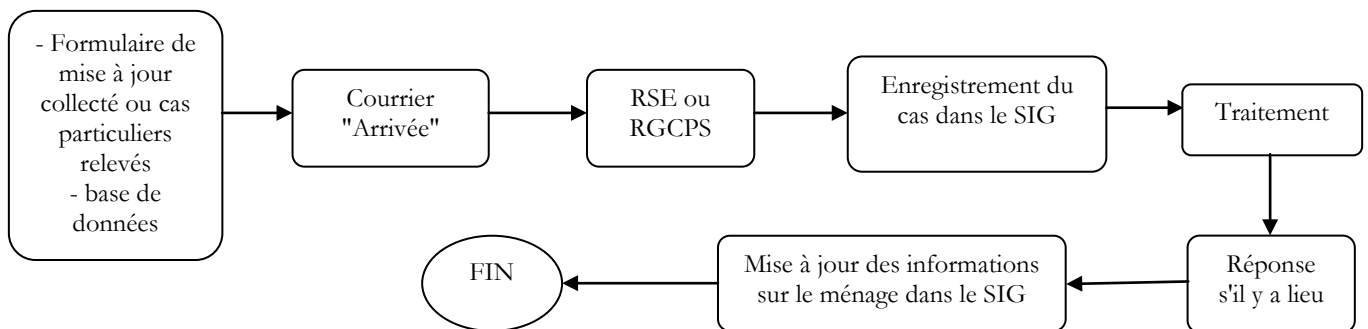 - Formulaire de
mise à jour
collecté ou cas
particuliers
relevés
- base de
données
Courrier
"Arrivée"
RSE ou
RGCPS
Enregistrement du
cas dans le SIG
Traitement
Réponse
s'il y a lieu
Mise à jour des informations
sur le ménage dans le SIG
FIN